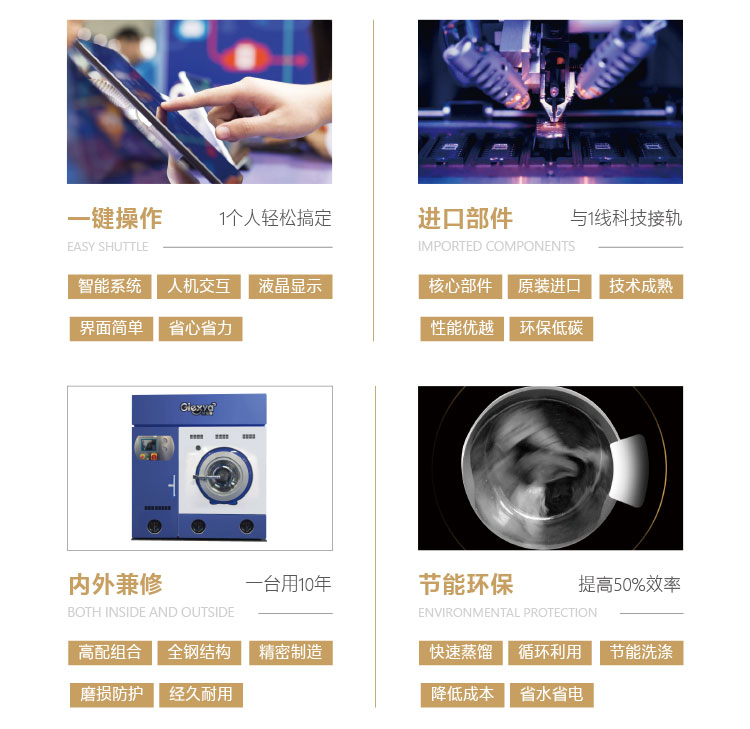 一键操作 1个人轻松搞定
EASY SHUTTLE
智能系统 人机交互 液晶显示
界面简单 省心省力
进口部件 与1线科技接轨
IMPORTED COMPONENTS
核心部件 原装进口 技术成熟
性能优越 环保低碳
Giexya
内外兼修 一台用10年
BOTH INSIDE AND OUTSIDE
高配组合 全钢结构 精密制造
磨损防护 经久耐用
节能环保 提高50%效率
ENVIRONMENTAL PROTECTION
快速蒸馏 循环利用 节能洗涤
降低成本 省水省电